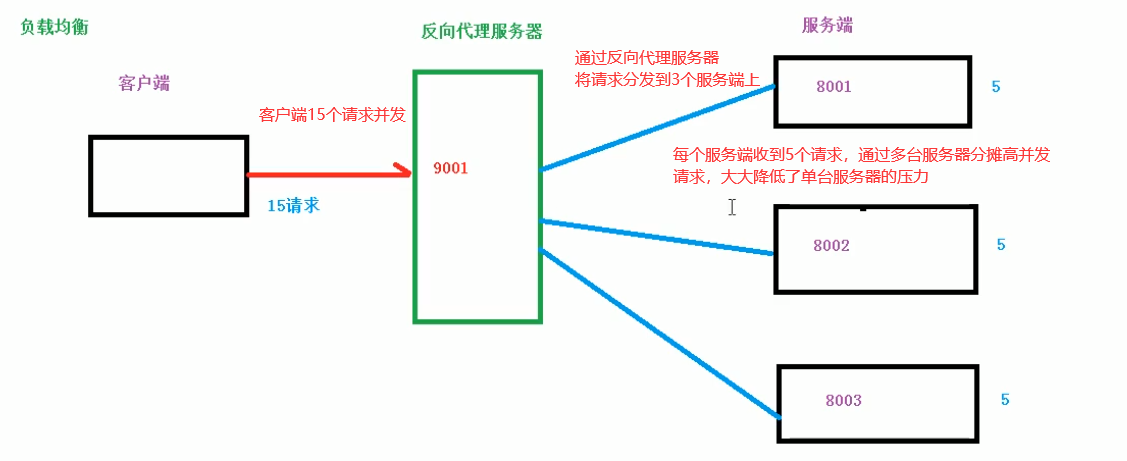 负载均衡
反向代理服务器
服务端
客户端
客户端15个请求并发
15请求
9001
通过反向代理服务器
将请求分发到3个服务端上
8001
5
每个服务端收到5个请求，通过多台服务器分摊高并发
请求，大大降低了单台服务器的压力
8002
5
8003
5